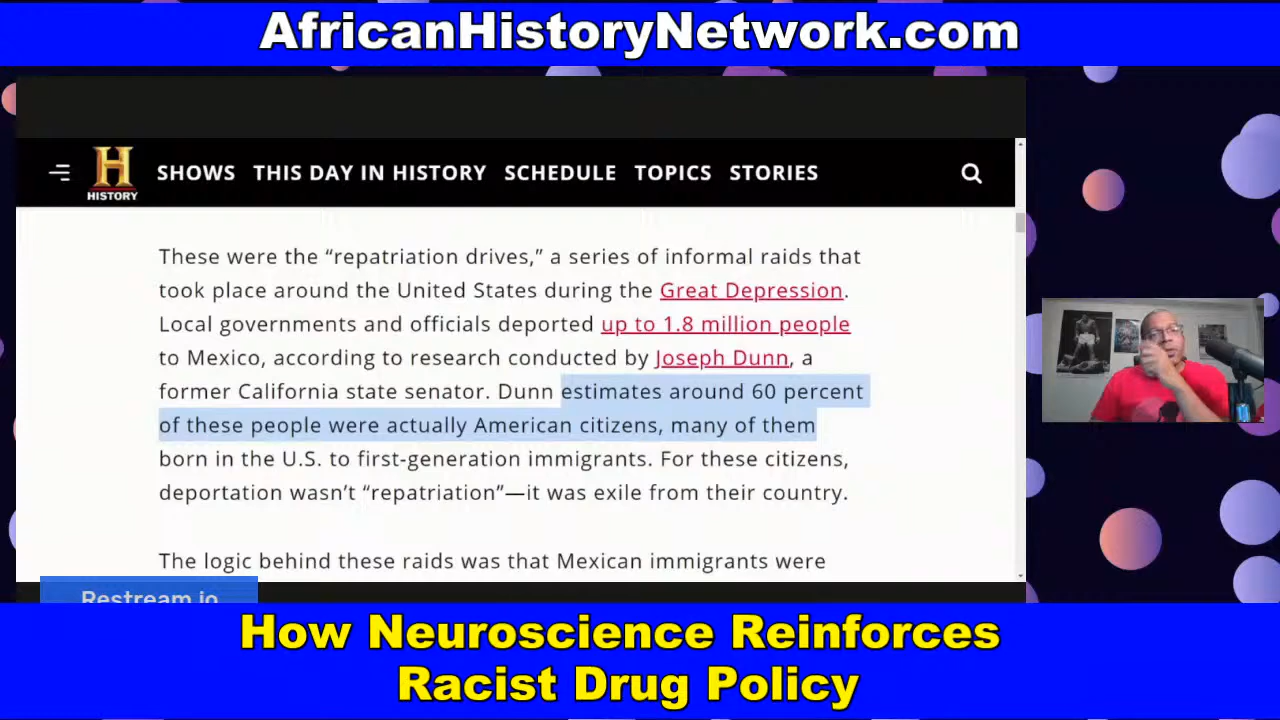 AfricanHistoryNetwork.com
H
HISTORY
SHOWS THIS DAY IN HISTORY SCHEDULE TOPICS STORIES
These were the “repatriation drives,” a series of informal raids that
took place around the United States during the Great Depression.
Local governments and officials deported up to 1.8 million people
to Mexico, according to research conducted by Joseph Dunn, a
former California state senator. Dunn estimates around 60 percent
of these people were actually American citizens, many of them
born in the U.S. to first-generation immigrants. For these citizens,
deportation wasn’t “repatriation”—it was exile from their country.
The logic behind these raids was that Mexican immigrants were
Restream.io
How Neuroscience Reinforces
Racist Drug Policy